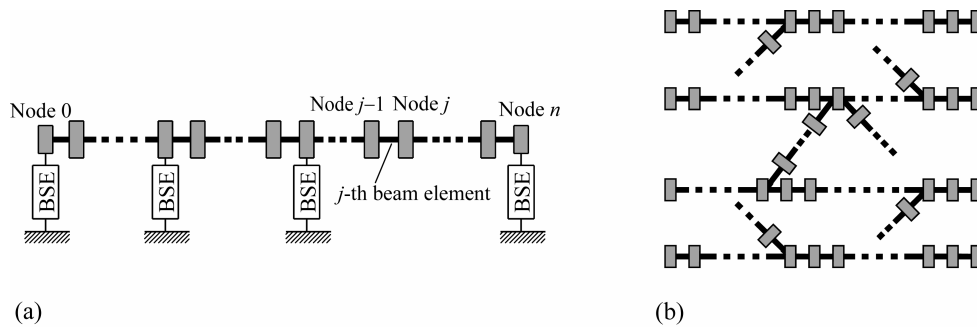 Node 0
Node j−1 Node j
Node n
BSE
BSE
BSE
BSE
j-th beam element
(a)
(b)